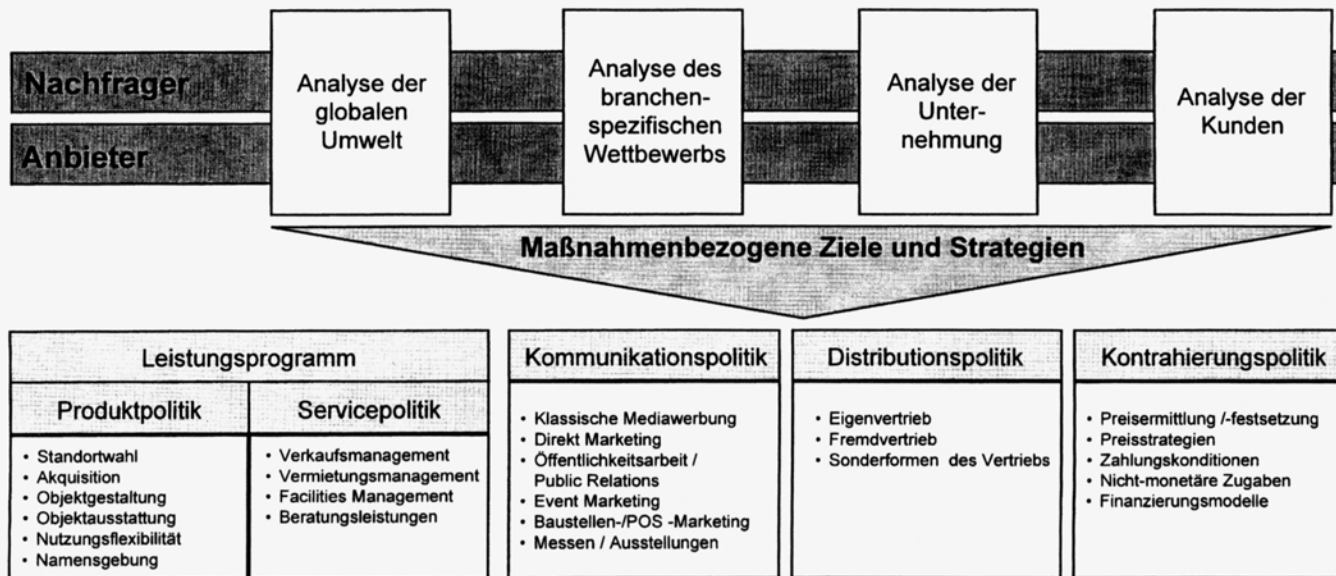 Nachfrager
Anbieter
Analyse der
globalen
Umwelt
Analyse des
branchen-
spezifischen
Wettbewerbs
Analyse der
Unter-
nehmung
Analyse der
Kunden
Maßnahmenbezogene Ziele und Strategien
Leistungsprogramm
Produktpolitik
• Standortwahl
• Akquisition
• Objektgestaltung
• Objektausstattung
• Nutzungsflexibilität
• Namensgebung
Servicepolitik
• Verkaufsmanagement
• Vermietungsmanagement
• Facilities Management
• Beratungsleistungen
Kommunikationspolitik
• Klassische Mediawerbung
• Direkt Marketing
• Öffentlichkeitsarbeit /
Public Relations
• Event Marketing
• Baustellen-/POS -Marketing
• Messen / Ausstellungen
Distributionspolitik
• Eigenvertrieb
• Fremdvertrieb
• Sonderformen des Vertriebs
Kontrahierungspolitik
• Preisermittlung /-festsetzung
• Preisstrategien
• Zahlungskonditionen
• Nicht-monetäre Zugaben
• Finanzierungsmodelle